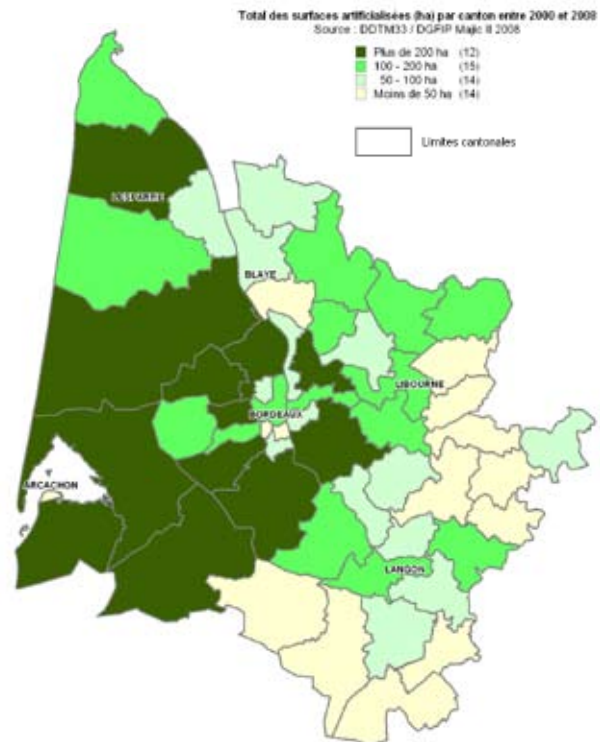 Total des surfaces artificialisées (ha) par canton entre 2000 et 2008
Source : DDTM33 / DGFIP Majic II 2008
Plus de 200 ha (12)
100 - 200 ha (15)
50 - 100 ha (14)
Moins de 50 ha (14)
Limites cantonales
LESPARRE
BLAYE
LIBOURNE
BORDEAUX
ARCACHON
LANGON